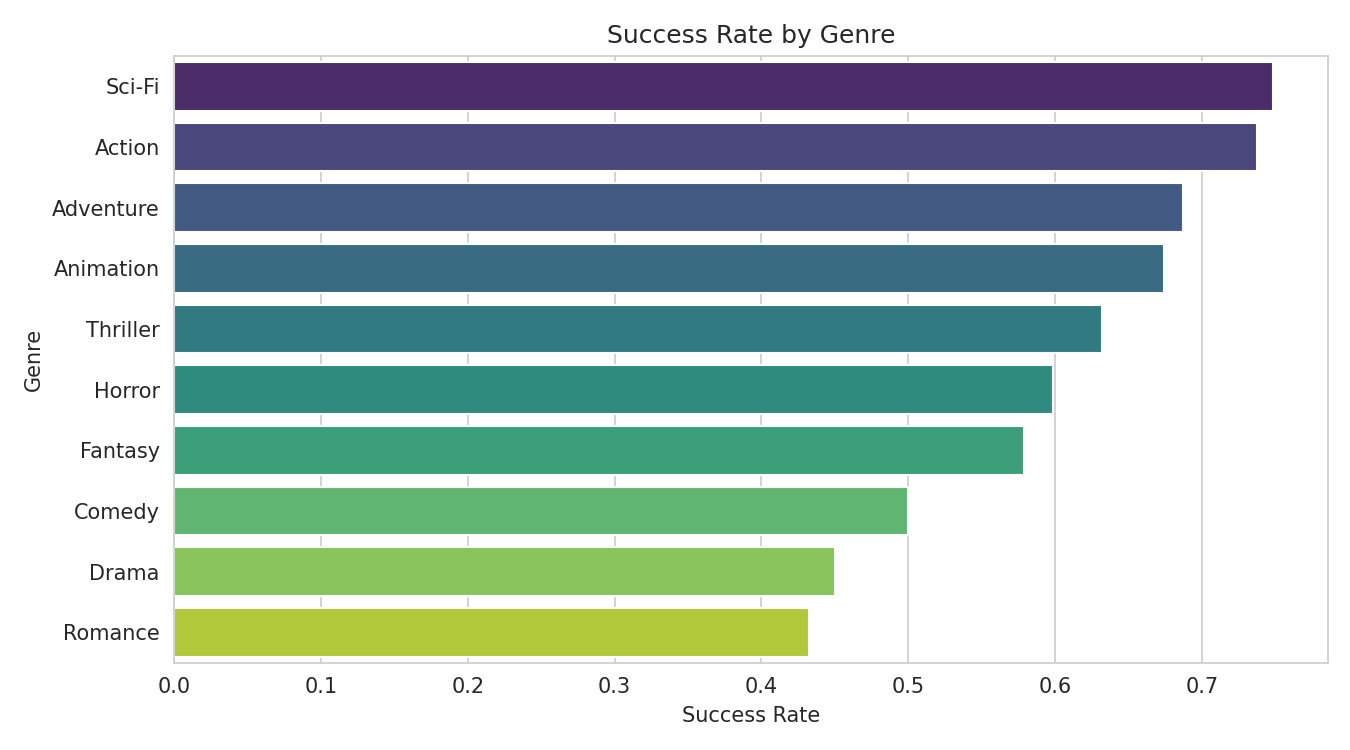 Success Rate by Genre
Genre
Sci-Fi
Action
Adventure
Animation
Thriller
Horror
Fantasy
Comedy
Drama
Romance
0.0 0.1 0.2 0.3 0.4 0.5 0.6 0.7
Success Rate